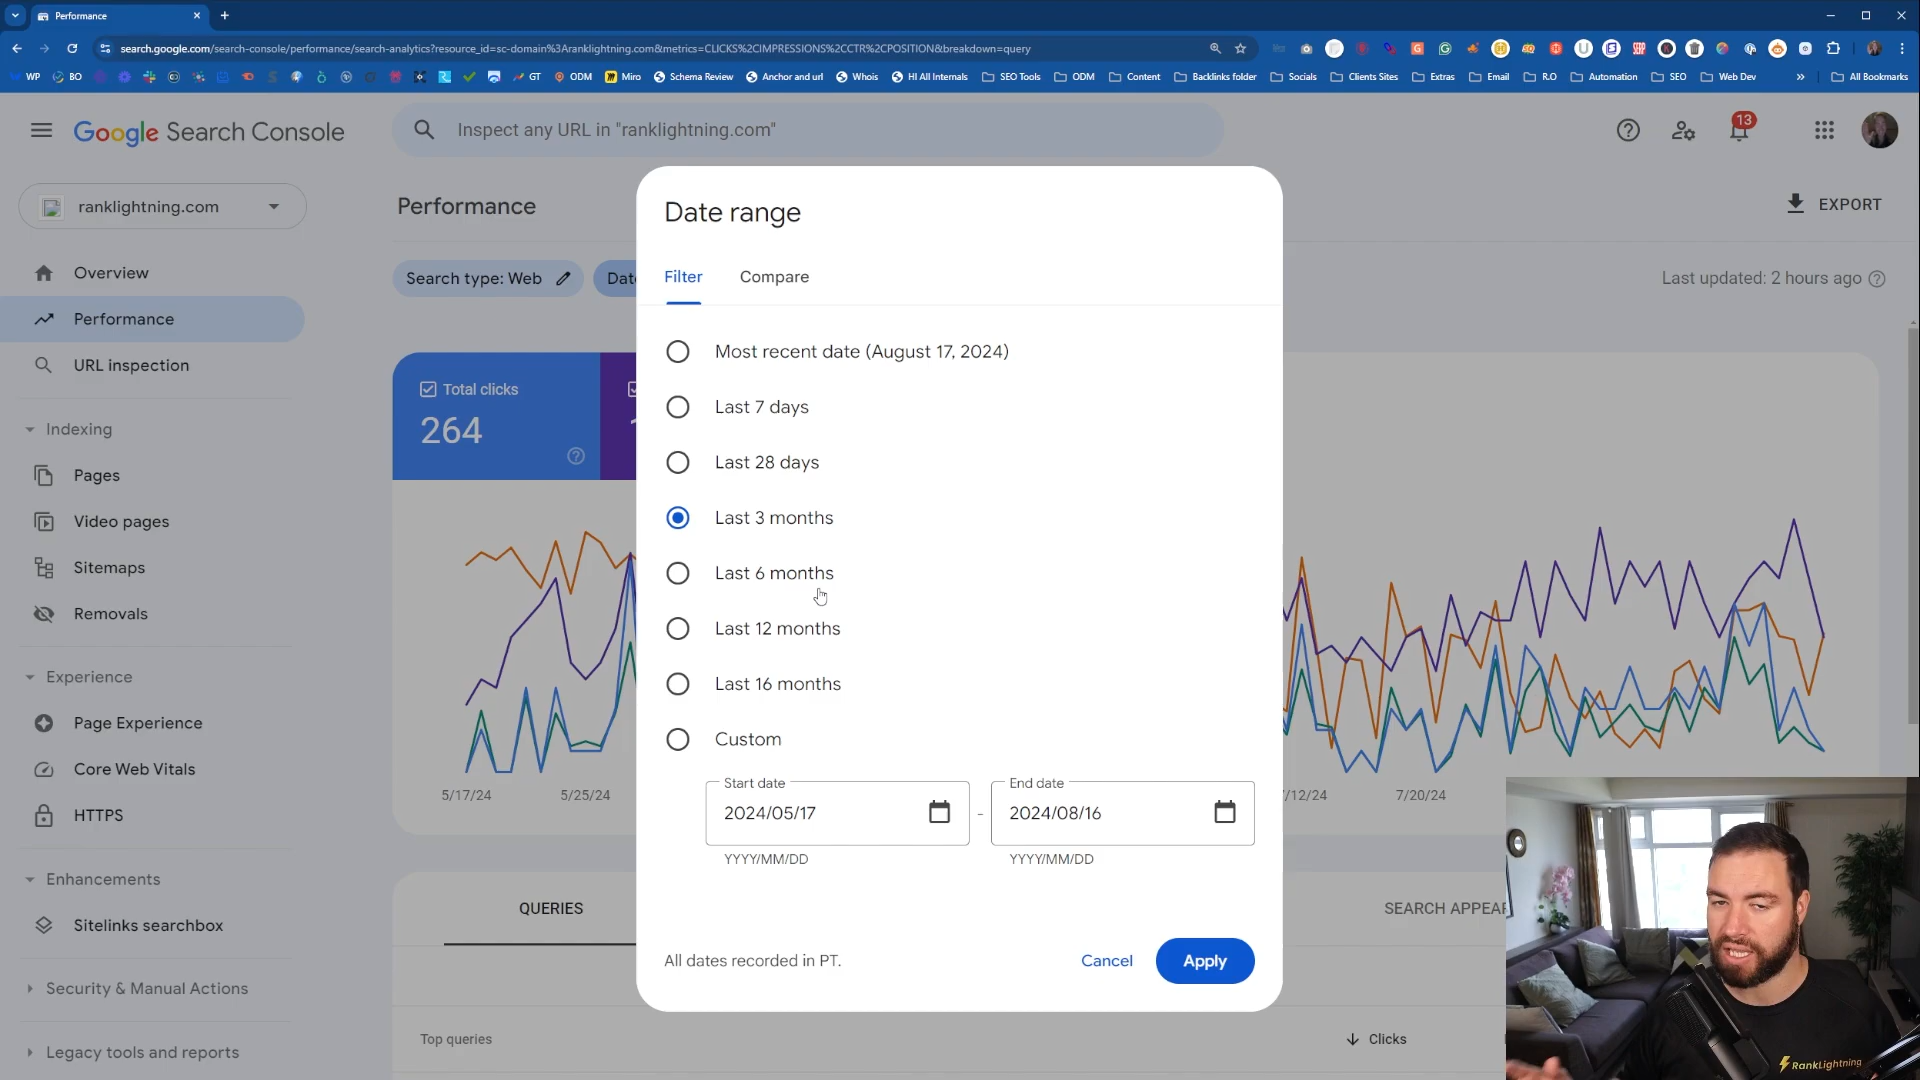 Performance
search.google.com/search-console/performance/search-analytics?resource_id=sc-domain%3Aranklightning.com&metrics=CLICKS%2CIMPRESSIONS%2CCTR%2CPOSITION&breakdown=query
WP BO GT ODM Miro Schema Review Anchor and url Whois HI All Internals SEO Tools ODM Content Backlinks folder Socials Clients Sites Extras Email R.O Automation SEO Web Dev » All Bookmarks
Google Search Console
Inspect any URL in "ranklightning.com"
13
ranklightning.com
Overview
Performance
URL inspection
Indexing
Pages
Video pages
Sitemaps
Removals
Experience
Page Experience
Core Web Vitals
HTTPS
Enhancements
Sitelinks searchbox
Security & Manual Actions
Legacy tools and reports
Performance
EXPORT
Search type: Web
Date
Last updated: 2 hours ago
Total clicks
264
5/17/24 5/25/24 /12/24 7/20/24
QUERIES
SEARCH APPEAR
Top queries
Clicks
Date range
Filter Compare
Most recent date (August 17, 2024)
Last 7 days
Last 28 days
Last 3 months
Last 6 months
Last 12 months
Last 16 months
Custom
Start date
2024/05/17
YYYY/MM/DD
-
End date
2024/08/16
YYYY/MM/DD
All dates recorded in PT.
Cancel
Apply
RankLightning